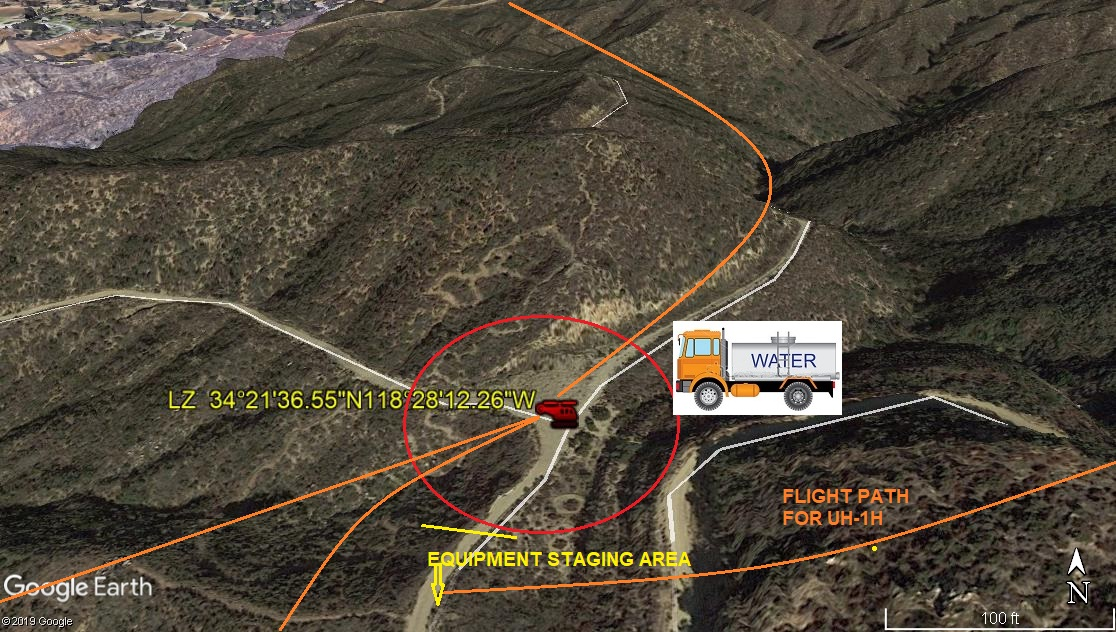 WATER
LZ 34°21'36.55"N118°28'12.26"W
FLIGHT PATH
FOR UH-1H
EQUIPMENT STAGING AREA
Google Earth
N
©2019 Google
100 ft